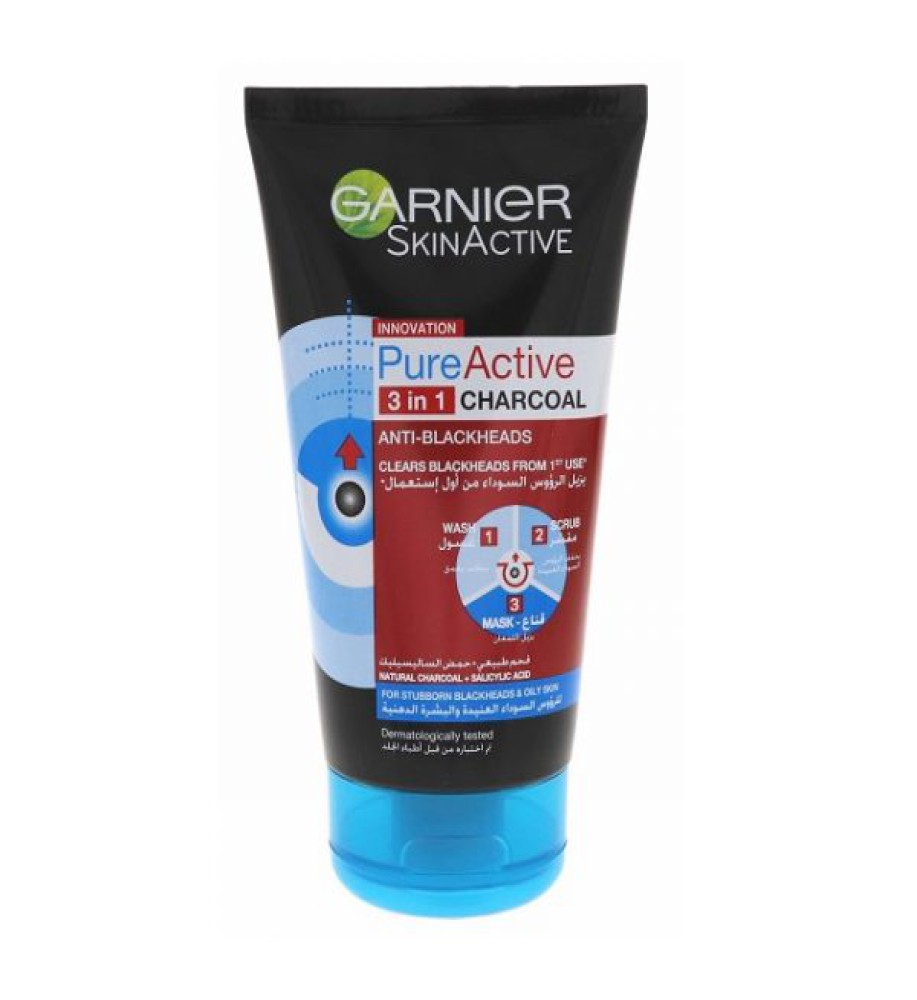 GARNIER
SKINACTIVE
INNOVATION
PureActive
3 in 1 CHARCOAL
ANTI-BLACKHEADS
CLEARS BLACKHEADS FROM 1ST USE*
يزيل الرؤوس السوداء من أول إستعمال*
WASH 1
غسول
2 SCRUB
مقشر
3
MASK - قناع
فحم طبيعي + حمض الساليسيليك
NATURAL CHARCOAL + SALICYLIC ACID
FOR STUBBORN BLACKHEADS & OILY SKIN
للرؤوس السوداء العنيدة والبشرة الدهنية
Dermatologically tested
تم اختباره من قبل أطباء الجلد